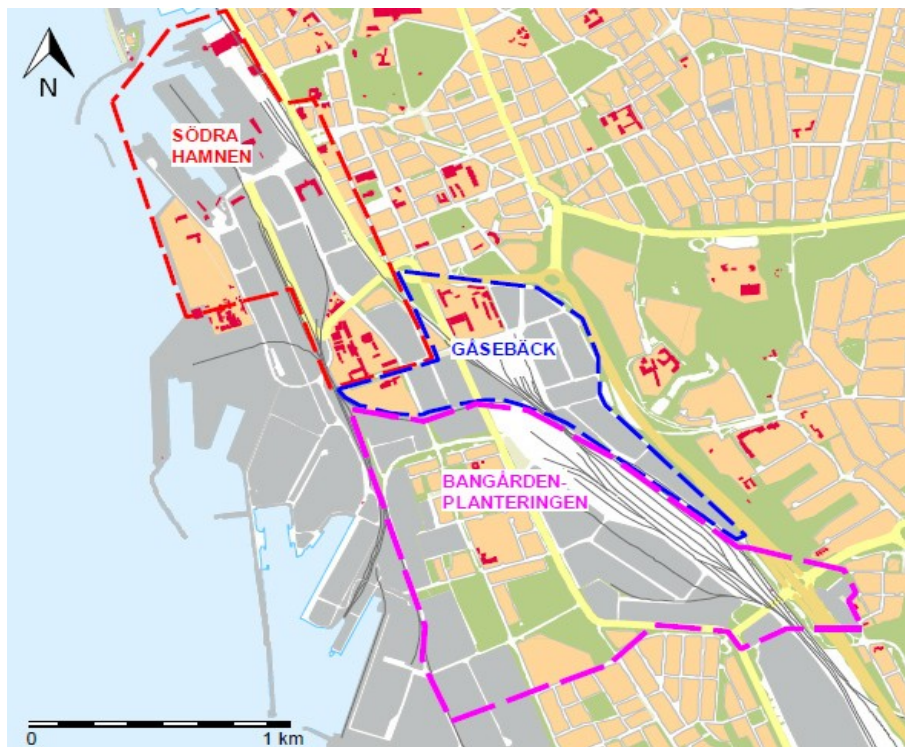 N
SÖDRA
HAMNEN
GÅSEBÄCK
BANGÅRDEN-
PLANTERINGEN
0 1 km